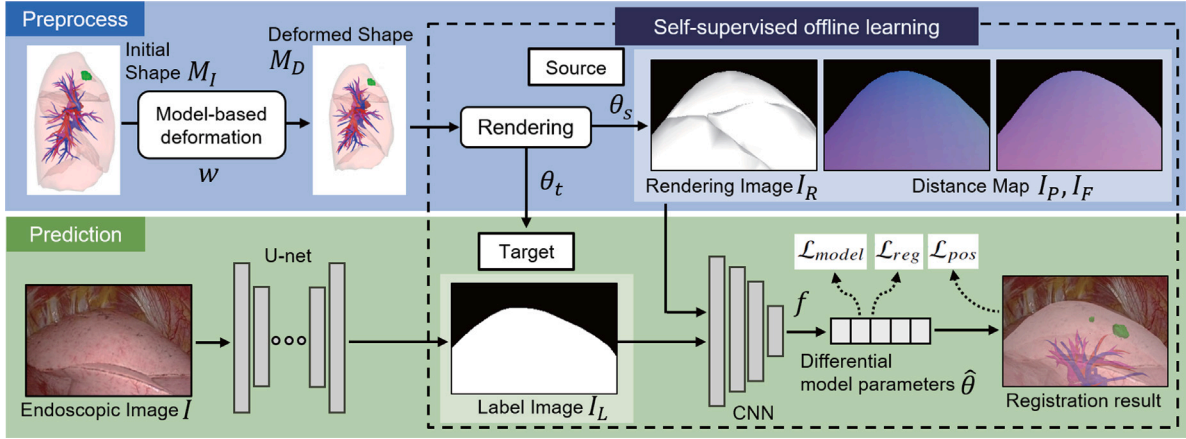 Preprocess
Self-supervised offline learning
Initial
Shape M_I
Deformed Shape
M_D
Model-based
deformation
w
Rendering
Source
θ_s
θ_t
Rendering Image I_R
Distance Map I_P, I_F
Prediction
U-net
Target
Endoscopic Image I
Label Image I_L
CNN
f
ℒ_model
ℒ_reg
ℒ_pos
Differential
model parameters θ̂
Registration result